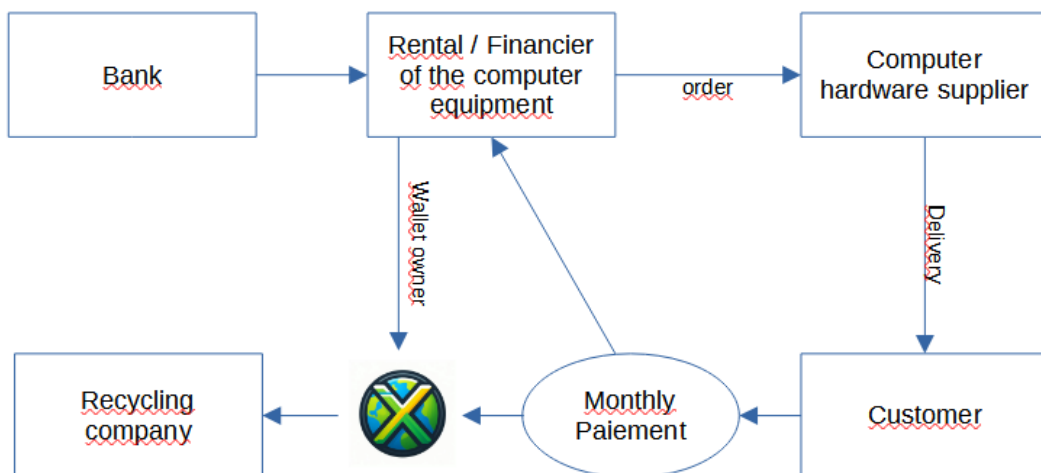 Bank
Rental / Financier
of the computer
equipment
order
Computer
hardware supplier
Wallet owner
Delivery
Recycling
company
Monthly
Paiement
Customer